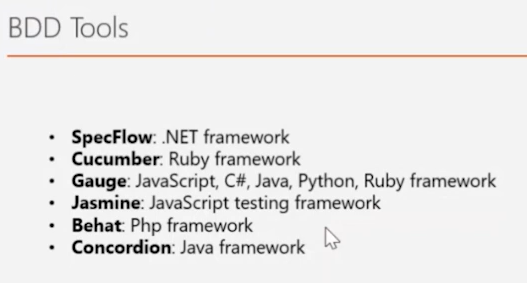 BDD Tools
• SpecFlow: .NET framework
• Cucumber: Ruby framework
• Gauge: JavaScript, C#, Java, Python, Ruby framework
• Jasmine: JavaScript testing framework
• Behat: Php framework
• Concordion: Java framework